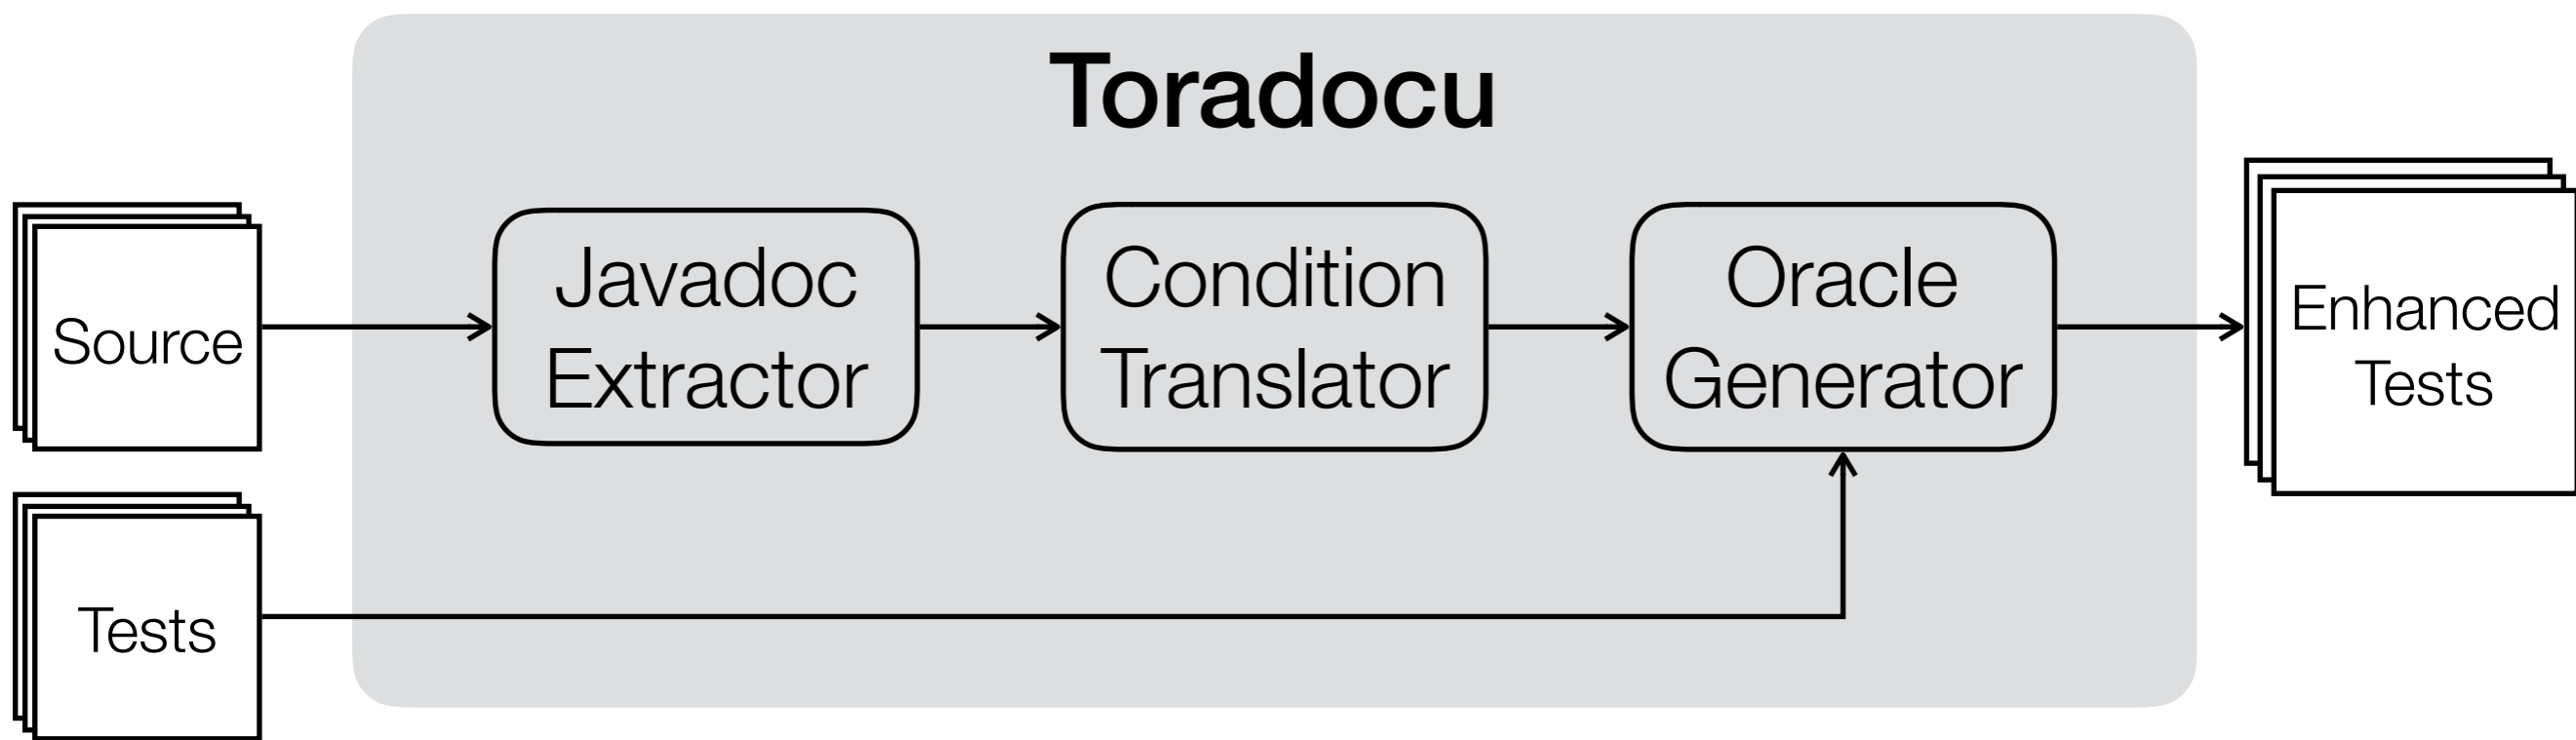 Toradocu
Source
Javadoc
Extractor
Condition
Translator
Oracle
Generator
Enhanced
Tests
Tests